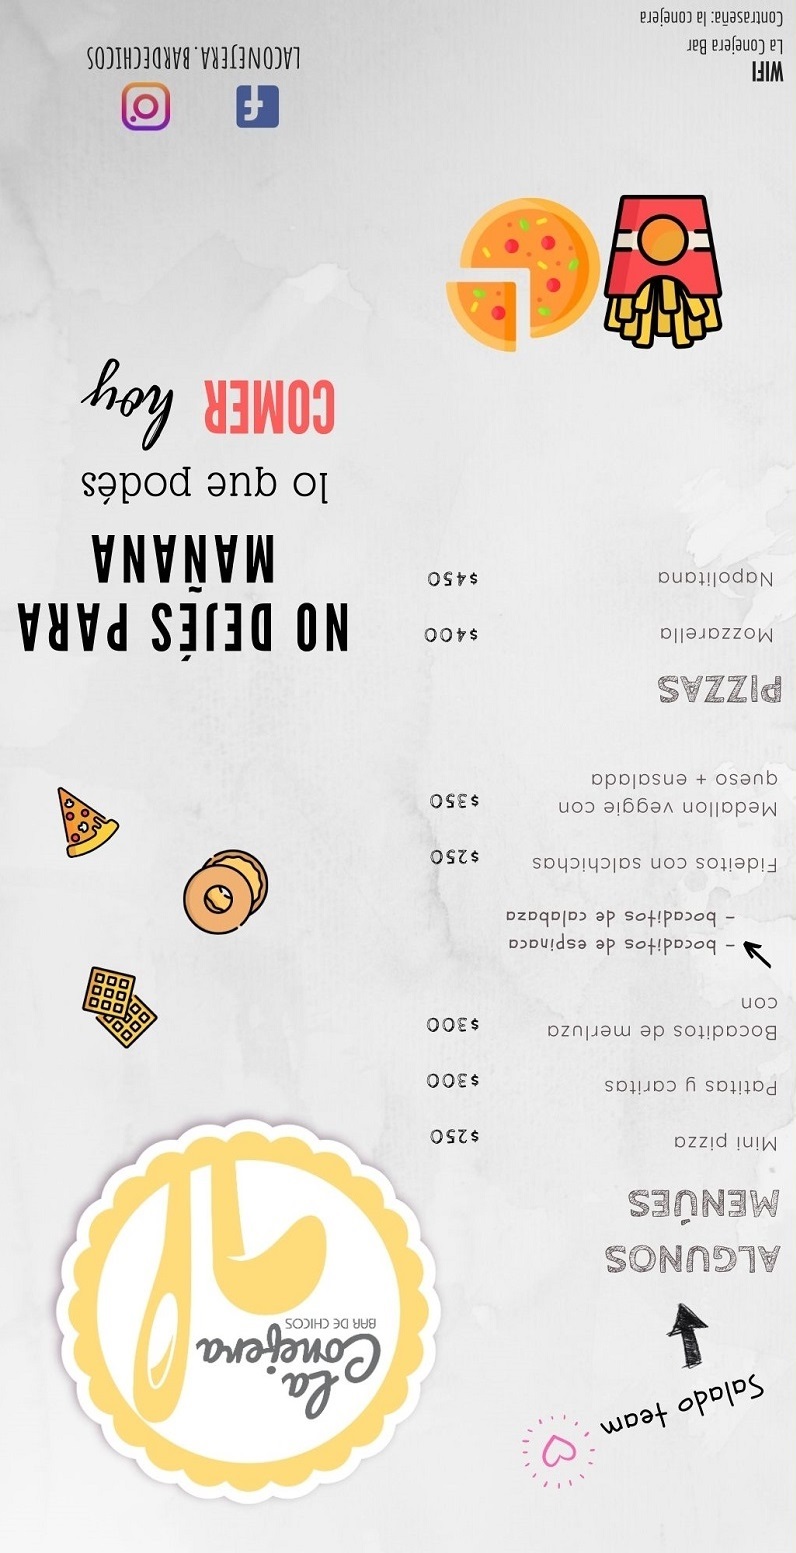 Salado team
La
Conejera
BAR DE CHICOS
ALGUNOS
MENÚES
Mini pizza $250
Patitas y caritas $300
Bocaditos de merluza $300
con
- bocaditos de espinaca
- bocaditos de calabaza
Fideitos con salchichas $250
Medallon veggie con $350
queso + ensalada
PIZZAS
Mozzarella $400
Napolitana $450
NO DEJÉS PARA
MAÑANA
lo que podés
COMER hoy
WIFI
La Conejera Bar
Contraseña: la conejera
LACONEJERA.BARDECHICOS